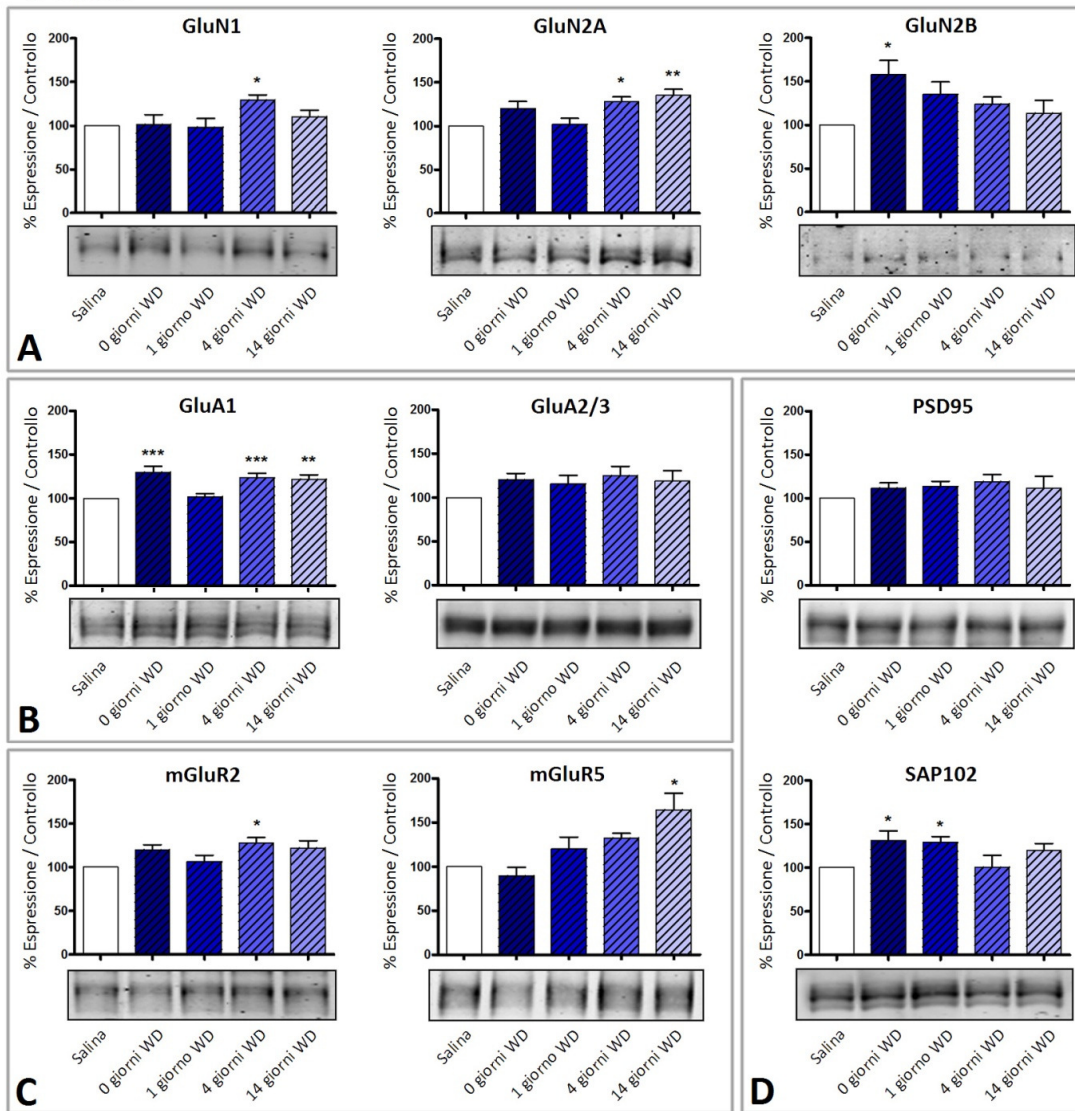 GluN1
% Espressione / Controllo
200
150
100
50
0
*
Salina
0 giorni WD
1 giorno WD
4 giorni WD
14 giorni WD
GluN2A
% Espressione / Controllo
200
150
100
50
0
*
**
Salina
0 giorni WD
1 giorno WD
4 giorni WD
14 giorni WD
GluN2B
% Espressione / Controllo
200
150
100
50
0
*
Salina
0 giorni WD
1 giorno WD
4 giorni WD
14 giorni WD
A
GluA1
% Espressione / Controllo
200
150
100
50
0
***
***
**
Salina
0 giorni WD
1 giorno WD
4 giorni WD
14 giorni WD
GluA2/3
% Espressione / Controllo
200
150
100
50
0
Salina
0 giorni WD
1 giorno WD
4 giorni WD
14 giorni WD
B
mGluR2
% Espressione / Controllo
200
150
100
50
0
*
Salina
0 giorni WD
1 giorno WD
4 giorni WD
14 giorni WD
mGluR5
% Espressione / Controllo
200
150
100
50
0
*
Salina
0 giorni WD
1 giorno WD
4 giorni WD
14 giorni WD
C
PSD95
% Espressione / Controllo
200
150
100
50
0
Salina
0 giorni WD
1 giorno WD
4 giorni WD
14 giorni WD
SAP102
% Espressione / Controllo
200
150
100
50
0
*
*
Salina
0 giorni WD
1 giorno WD
4 giorni WD
14 giorni WD
D